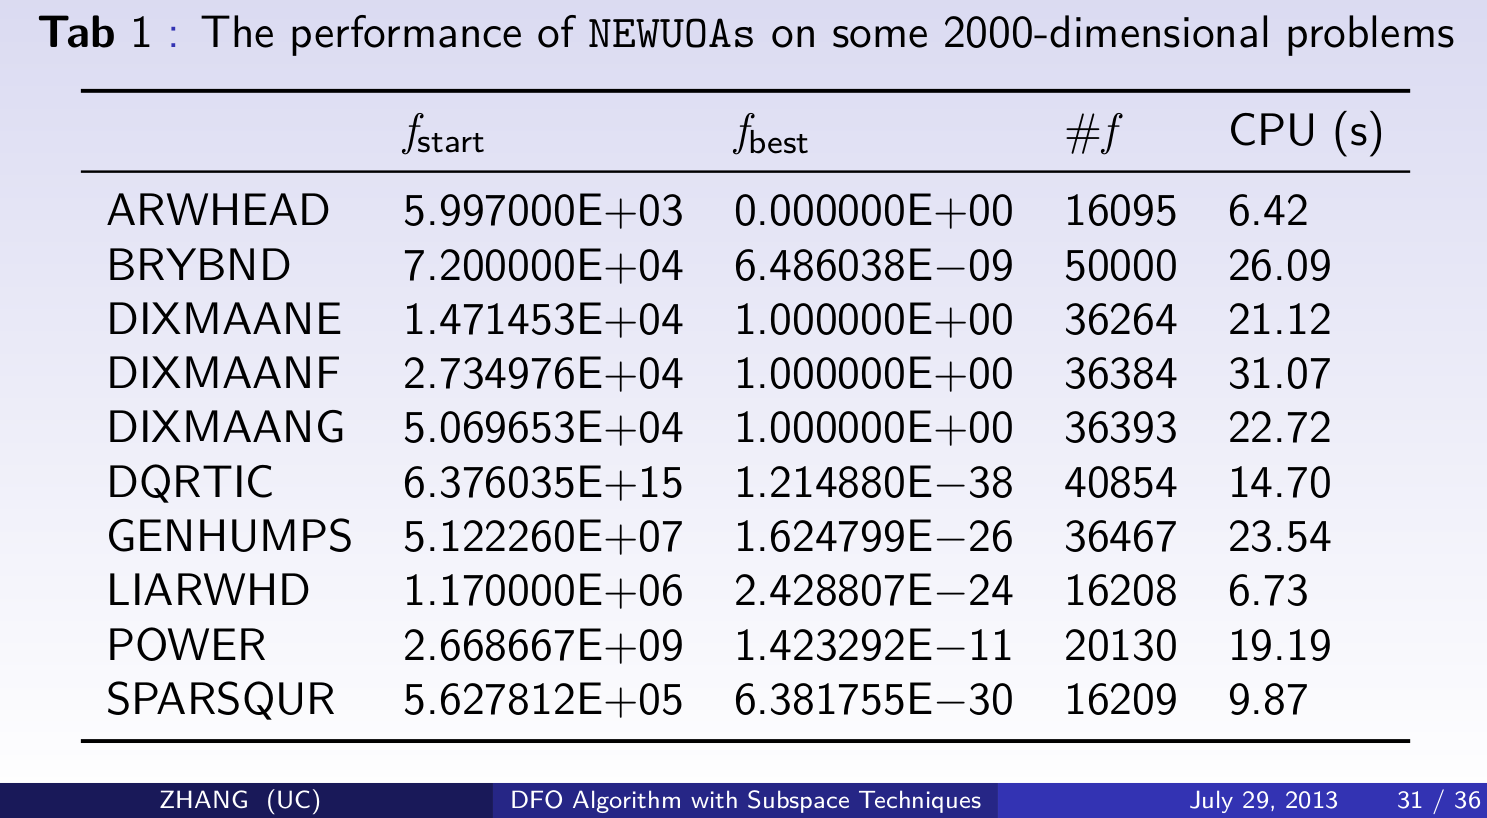 Tab 1 : The performance of NEWUOAs on some 2000-dimensional problems
f_start f_best #f CPU (s)
ARWHEAD 5.997000E+03 0.000000E+00 16095 6.42
BRYBND 7.200000E+04 6.486038E−09 50000 26.09
DIXMAANE 1.471453E+04 1.000000E+00 36264 21.12
DIXMAANF 2.734976E+04 1.000000E+00 36384 31.07
DIXMAANG 5.069653E+04 1.000000E+00 36393 22.72
DQRTIC 6.376035E+15 1.214880E−38 40854 14.70
GENHUMPS 5.122260E+07 1.624799E−26 36467 23.54
LIARWHD 1.170000E+06 2.428807E−24 16208 6.73
POWER 2.668667E+09 1.423292E−11 20130 19.19
SPARSQUR 5.627812E+05 6.381755E−30 16209 9.87
ZHANG (UC) DFO Algorithm with Subspace Techniques July 29, 2013 31 / 36